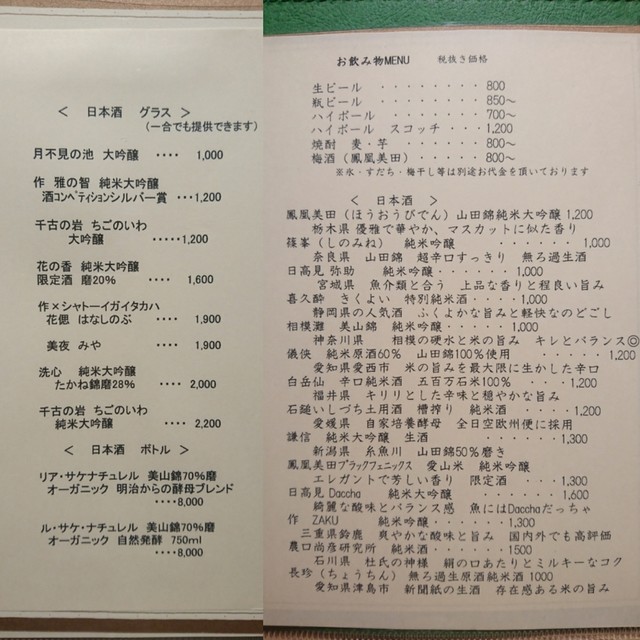 < 日本酒 グラス >
(一合でも提供できます)
月不見の池 大吟醸 ・・・・ 1,000
作 雅の智 純米大吟醸
酒コンペティションシルバー賞 ・・・1,200
千古の岩 ちごのいわ
大吟醸 ・・・・・1,200
花の香 純米大吟醸
限定酒 磨20% ・・・・ 1,600
作×シャトーイガイタカハ
花偲 はなしのぶ ・・・・ 1,900
美夜 みや ・・・・ 1,900
洗心 純米大吟醸
たかね錦磨28% ・・・・ 2,000
千古の岩 ちごのいわ
純米大吟醸 ・・・・ 2,200
< 日本酒 ボトル >
リア・サケナチュレル 美山錦70%磨
オーガニック 明治からの酵母ブレンド
・・・・8,000
ル・サケ・ナチュレル 美山錦70%磨
オーガニック 自然発酵 750ml
・・・・8,000
お飲み物MENU 税抜き価格
生ビール ・・・・・・・・ 800
瓶ビール ・・・・・・・・ 850〜
ハイボール ・・・・・・・ 700〜
ハイボール スコッチ ・・・1,200
焼酎 麦・芋 ・・・・・ 800〜
梅酒(鳳凰美田) ・・・・・ 800〜
※氷・すだち・梅干し等は別途お代金を頂いております
< 日本酒 >
鳳凰美田(ほうおうびでん)山田錦純米大吟醸 1,200
栃木県 優雅で華やか、マスカットに似た香り
篠峯(しのみね) 純米吟醸 ・・・・・・ 1,000
奈良県 山田錦 超辛口すっきり 無ろ過生酒
日高見 弥助 純米吟醸・・・・・・1,000
宮城県 魚介類と合う 上品な香りと程良い旨み
喜久酔 きくよい 特別純米酒・・・・1,000
静岡県の人気酒 ふくよかな旨みと軽快なのどごし
相模灘 美山錦 純米吟醸・・・・・1,000
神奈川県 相模の硬水と米の旨み キレとバランス◎
儀侠 純米原酒60% 山田錦100%使用 ・・・・・・1,200
愛知県愛西市 米の旨みを最大限に生かした辛口
白岳仙 辛口純米酒 五百万石米100% ・・・1,200
福井県 キリリとした辛味と穏やかな旨み
石鎚いしづち土用酒 槽搾り 純米酒 ・・・・1,200
愛媛県 自家培養酵母 全日空欧州便に採用
謙信 純米大吟醸 生酒 ・・・・・・・1,300
新潟県 糸魚川 山田錦50%磨き
鳳凰美田ブラックフェニックス 愛山米 純米吟醸
エレガントで芳しい香り 限定酒 ・・・1,300
日高見 Daccha 純米大吟醸 ・・・・・・・1,600
綺麗な酸味とバランス感 魚にはDacchaだっちゃ
作 ZAKU 純米吟醸・・・・・・1,300
三重県鈴鹿 爽やかな酸味と旨み 国内外でも高評価
農口尚彦研究所 純米酒・・・・・1500
石川県 杜氏の神様 絹の口あたりとミルキーなコク
長珍(ちょうちん) 無ろ過生原酒純米酒 1000
愛知県津島市 新聞紙の生酒 存在感ある米の旨み